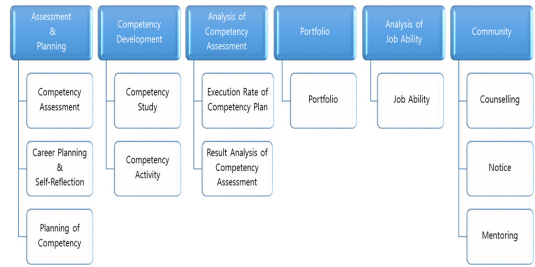 Assessment
&
Planning
Competency
Assessment
Career Planning
&
Self-Reflection
Planning of
Competency
Competency
Development
Competency
Study
Competency
Activity
Analysis of
Competency
Assessment
Execution Rate of
Competency Plan
Result Analysis of
Competency
Assessment
Portfolio
Portfolio
Analysis of
Job Ability
Job Ability
Community
Counselling
Notice
Mentoring